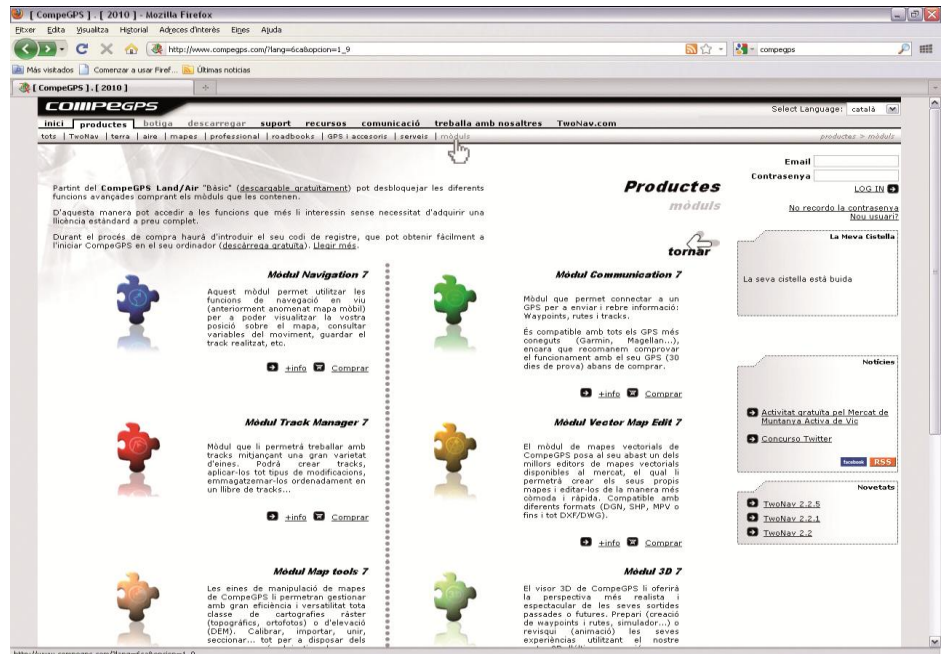 [ CompeGPS ] . [ 2010 ] - Mozilla Firefox
Fitxer Edita Visualitza Historial Adreces d'interès Eines Ajuda
http://www.compegps.com/?lang=6ca&opcion=1_9
compegps
Más visitados Comenzar a usar Firef... Últimas noticias
[ CompeGPS ] . [ 2010 ]
COMPEGPS
Select Language: català
inici productes botiga descarregar suport recursos comunicació treballa amb nosaltres TwoNav.com
tots | TwoNav | terra | aire | mapes | professional | roadbooks | GPS i accesoris | serveis | mòduls
productes > mòduls
Partint del CompeGPS Land/Air "Bàsic" (descargable gratuïtament) pot desbloquejar les diferents
funcions avançades comprant els mòduls que les contenen.
D'aquesta manera pot accedir a les funcions que més li interessin sense necessitat d'adquirir una
llicència estàndard a preu complet.
Durant el procés de compra haurà d'introduir el seu codi de registre, que pot obtenir fàcilment a
l'iniciar CompeGPS en el seu ordinador (descàrrega gratuïta). Llegir més.
Productes
mòduls
tornar
Email
Contrasenya
LOG IN
No recordo la contrasenya
Nou usuari?
La Meva Cistella
La seva cistella està buida
Mòdul Navigation 7
Aquest mòdul permet utilitzar les
funcions de navegació en viu
(anteriorment anomenat mapa mòbil)
per a poder visualitzar la vostra
posició sobre el mapa, consultar
variables del moviment, guardar el
track realitzat, etc.
+info Comprar
Mòdul Communication 7
Mòdul que permet connectar a un
GPS per a enviar i rebre informació:
Waypoints, rutes i tracks.
És compatible amb tots els GPS més
coneguts (Garmin, Magellan...),
encara que recomanem comprovar
el funcionament amb el seu GPS (30
dies de prova) abans de comprar.
+info Comprar
Notícies
Activitat gratuïta pel Mercat de
Muntanya Activa de Vic
Concurso Twitter
facebook RSS
Mòdul Track Manager 7
Mòdul que li permetrà treballar amb
tracks mitjançant una gran varietat
d'eines. Podrà crear tracks,
aplicar-los tot tipus de modificacions,
emmagatzemar-los ordenadament en
un llibre de tracks...
+info Comprar
Mòdul Vector Map Edit 7
El mòdul de mapes vectorials de
CompeGPS posa al seu abast un dels
millors editors de mapes vectorials
disponibles al mercat, el qual li
permetrà crear els seus propis
mapes i editar-los de la manera més
còmoda i ràpida. Compatible amb
diferents formats (DGN, SHP, MPV o
fins i tot DXF/DWG).
+info Comprar
Novetats
TwoNav 2.2.5
TwoNav 2.2.1
TwoNav 2.2
Mòdul Map tools 7
Les eines de manipulació de mapes
de CompeGPS li permetran gestionar
amb gran eficiència i versatilitat tota
classe de cartografies ràster
(topogràfics, ortofotos) o d'elevació
(DEM). Calibrar, importar, unir,
seccionar... tot per a disposar dels
Mòdul 3D 7
El visor 3D de CompeGPS li oferirà
la perspectiva més realista i
espectacular de les seves sortides
passades o futures. Prepari (creació
de waypoints i rutes, simulador...) o
revisqui (animació) les seves
experiències utilitzant el nostre